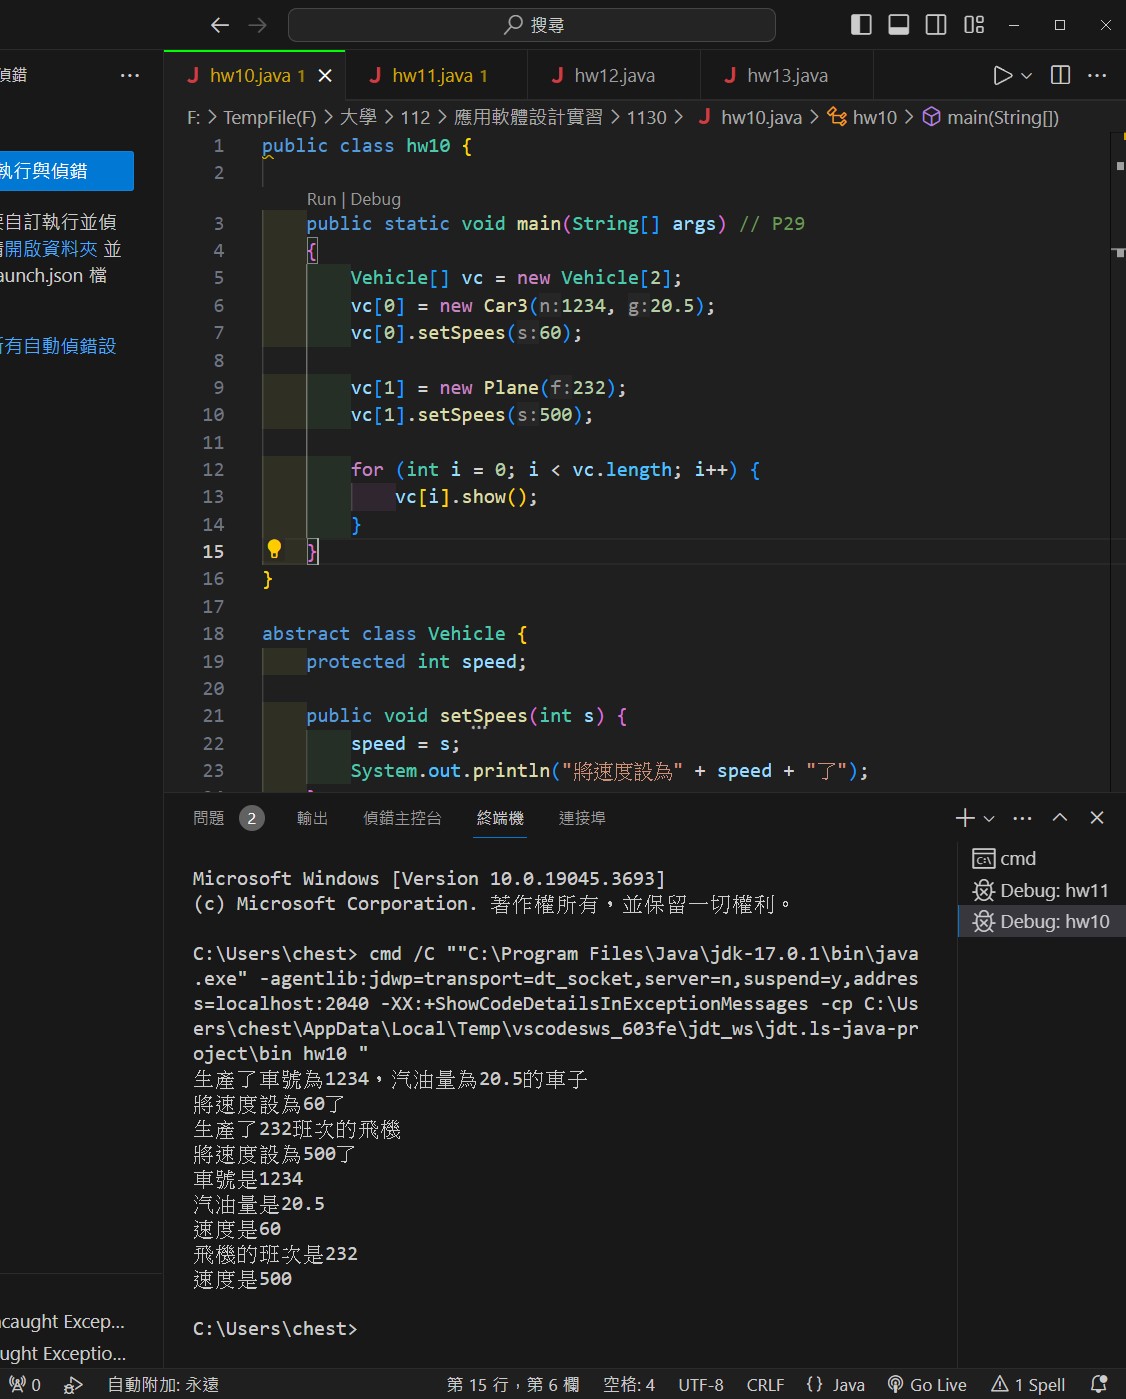 搜尋
偵錯
hw10.java 1
hw11.java 1
hw12.java
hw13.java
F: > TempFile(F) > 大學 > 112 > 應用軟體設計實習 > 1130 > hw10.java > hw10 > main(String[])
執行與偵錯
自訂執行並偵
開啟資料夾 並
aunch.json 檔
所有自動偵錯設
1 public class hw10 {
2
Run | Debug
3 public static void main(String[] args) // P29
4 {
5 Vehicle[] vc = new Vehicle[2];
6 vc[0] = new Car3(n:1234, g:20.5);
7 vc[0].setSpees(s:60);
8
9 vc[1] = new Plane(f:232);
10 vc[1].setSpees(s:500);
11
12 for (int i = 0; i < vc.length; i++) {
13 vc[i].show();
14 }
15 }
16 }
17
18 abstract class Vehicle {
19 protected int speed;
20
21 public void setSpees(int s) {
22 speed = s;
23 System.out.println("將速度設為" + speed + "了");
問題 2 輸出 偵錯主控台 終端機 連接埠
cmd
Debug: hw11
Debug: hw10
Microsoft Windows [Version 10.0.19045.3693]
(c) Microsoft Corporation. 著作權所有，並保留一切權利。
C:\Users\chest> cmd /C ""C:\Program Files\Java\jdk-17.0.1\bin\java
.exe" -agentlib:jdwp=transport=dt_socket,server=n,suspend=y,addres
s=localhost:2040 -XX:+ShowCodeDetailsInExceptionMessages -cp C:\Us
ers\chest\AppData\Local\Temp\vscodesws_603fe\jdt_ws\jdt.ls-java-pr
oject\bin hw10 "
生產了車號為1234，汽油量為20.5的車子
將速度設為60了
生產了232班次的飛機
將速度設為500了
車號是1234
汽油量是20.5
速度是60
飛機的班次是232
速度是500
C:\Users\chest>
caught Excep...
ught Exceptio...
0 自動附加: 永遠 第 15 行，第 6 欄 空格: 4 UTF-8 CRLF {} Java Go Live 1 Spell